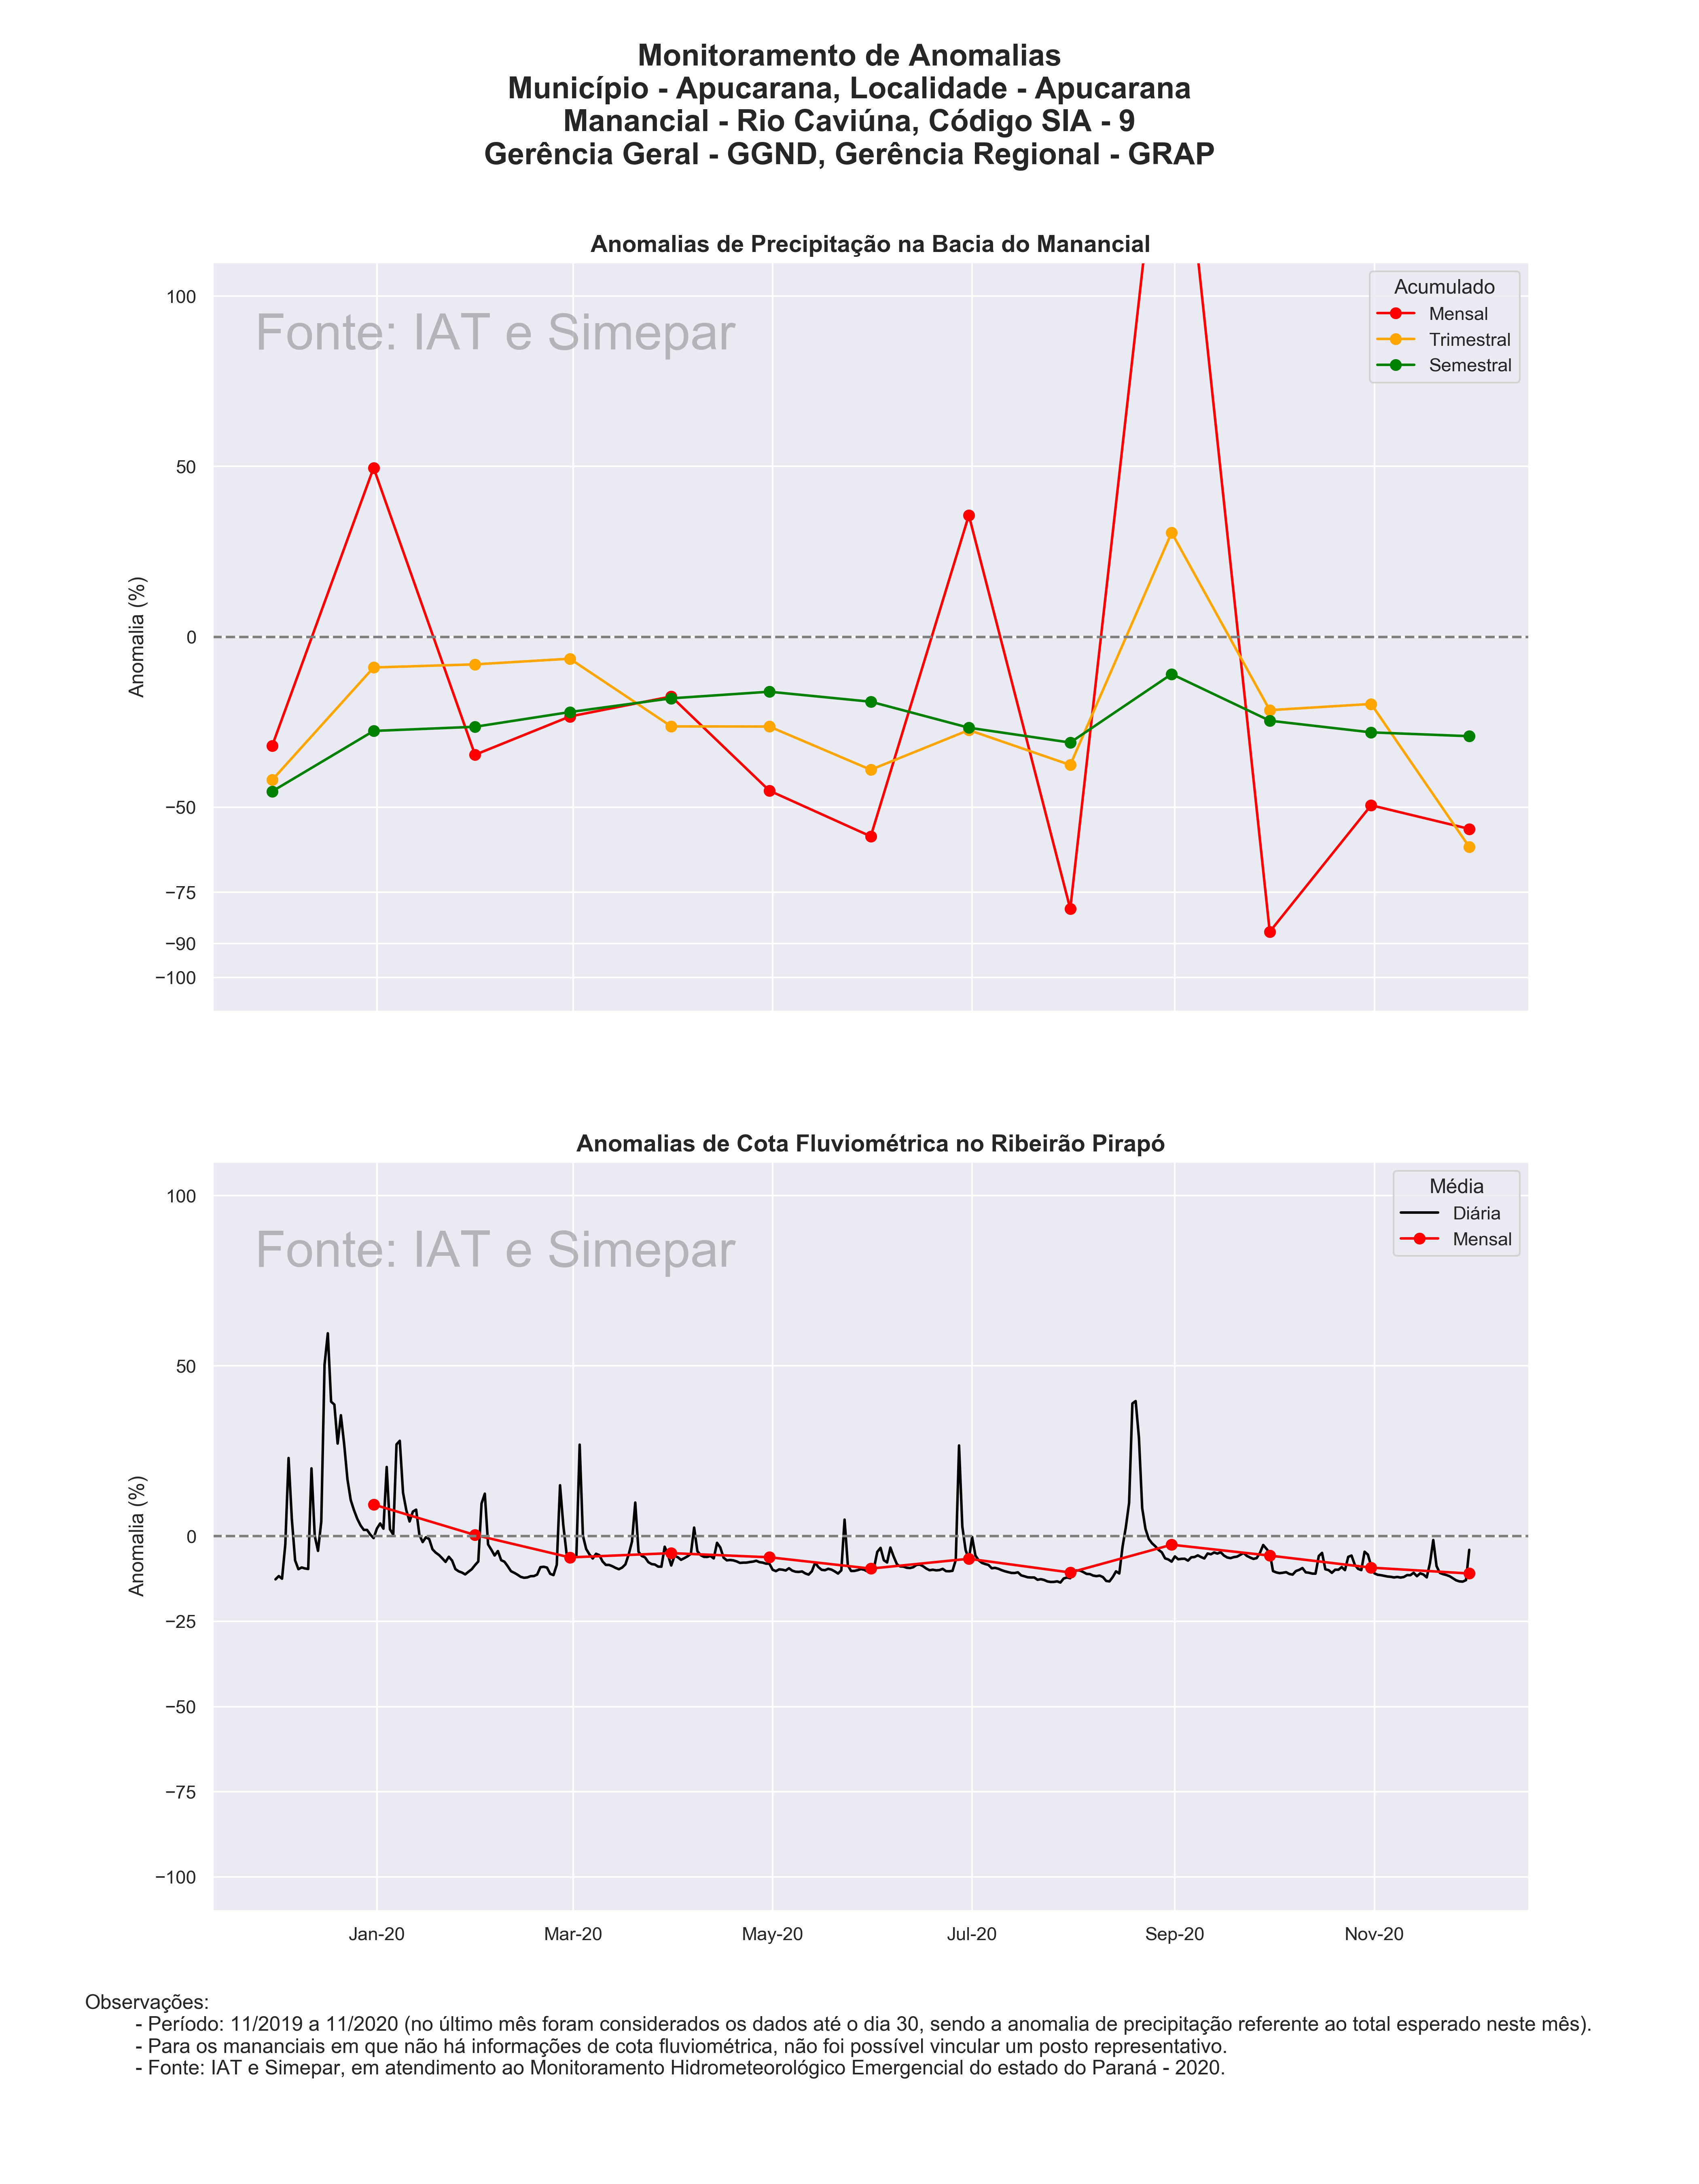 Monitoramento de Anomalias
Município - Apucarana, Localidade - Apucarana
Manancial - Rio Caviúna, Código SIA - 9
Gerência Geral - GGND, Gerência Regional - GRAP
Anomalias de Precipitação na Bacia do Manancial
Fonte: IAT e Simepar
Acumulado
Mensal
Trimestral
Semestral
Anomalia (%)
100
50
0
−50
−75
−90
−100
Anomalias de Cota Fluviométrica no Ribeirão Pirapó
Fonte: IAT e Simepar
Média
Diária
Mensal
Anomalia (%)
100
50
0
−25
−50
−75
−100
Jan-20 Mar-20 May-20 Jul-20 Sep-20 Nov-20
Observações:
- Período: 11/2019 a 11/2020 (no último mês foram considerados os dados até o dia 30, sendo a anomalia de precipitação referente ao total esperado neste mês).
- Para os mananciais em que não há informações de cota fluviométrica, não foi possível vincular um posto representativo.
- Fonte: IAT e Simepar, em atendimento ao Monitoramento Hidrometeorológico Emergencial do estado do Paraná - 2020.